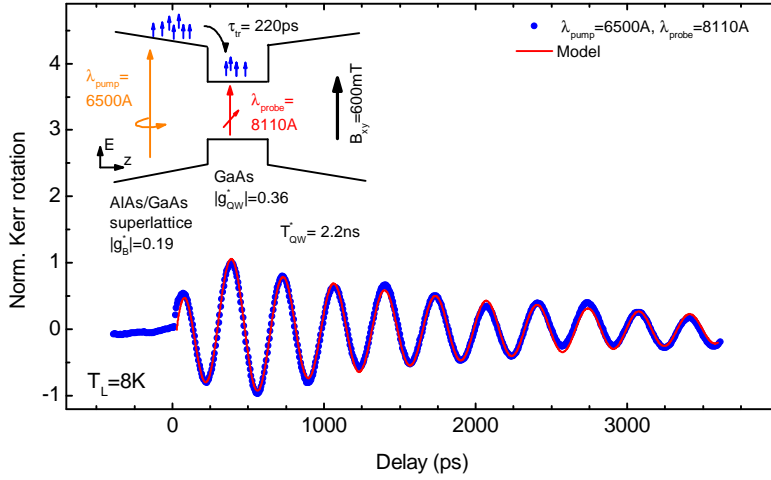 τtr = 220ps
λpump=6500A, λprobe=8110A
Model
λpump=
6500A
λprobe=
8110A
Bxy=600mT
E
z
GaAs
|g*QW|=0.36
AlAs/GaAs
superlattice
|g*B|=0.19
T*QW = 2.2ns
TL=8K
Norm. Kerr rotation
4
3
2
1
0
-1
0
1000
2000
3000
Delay (ps)